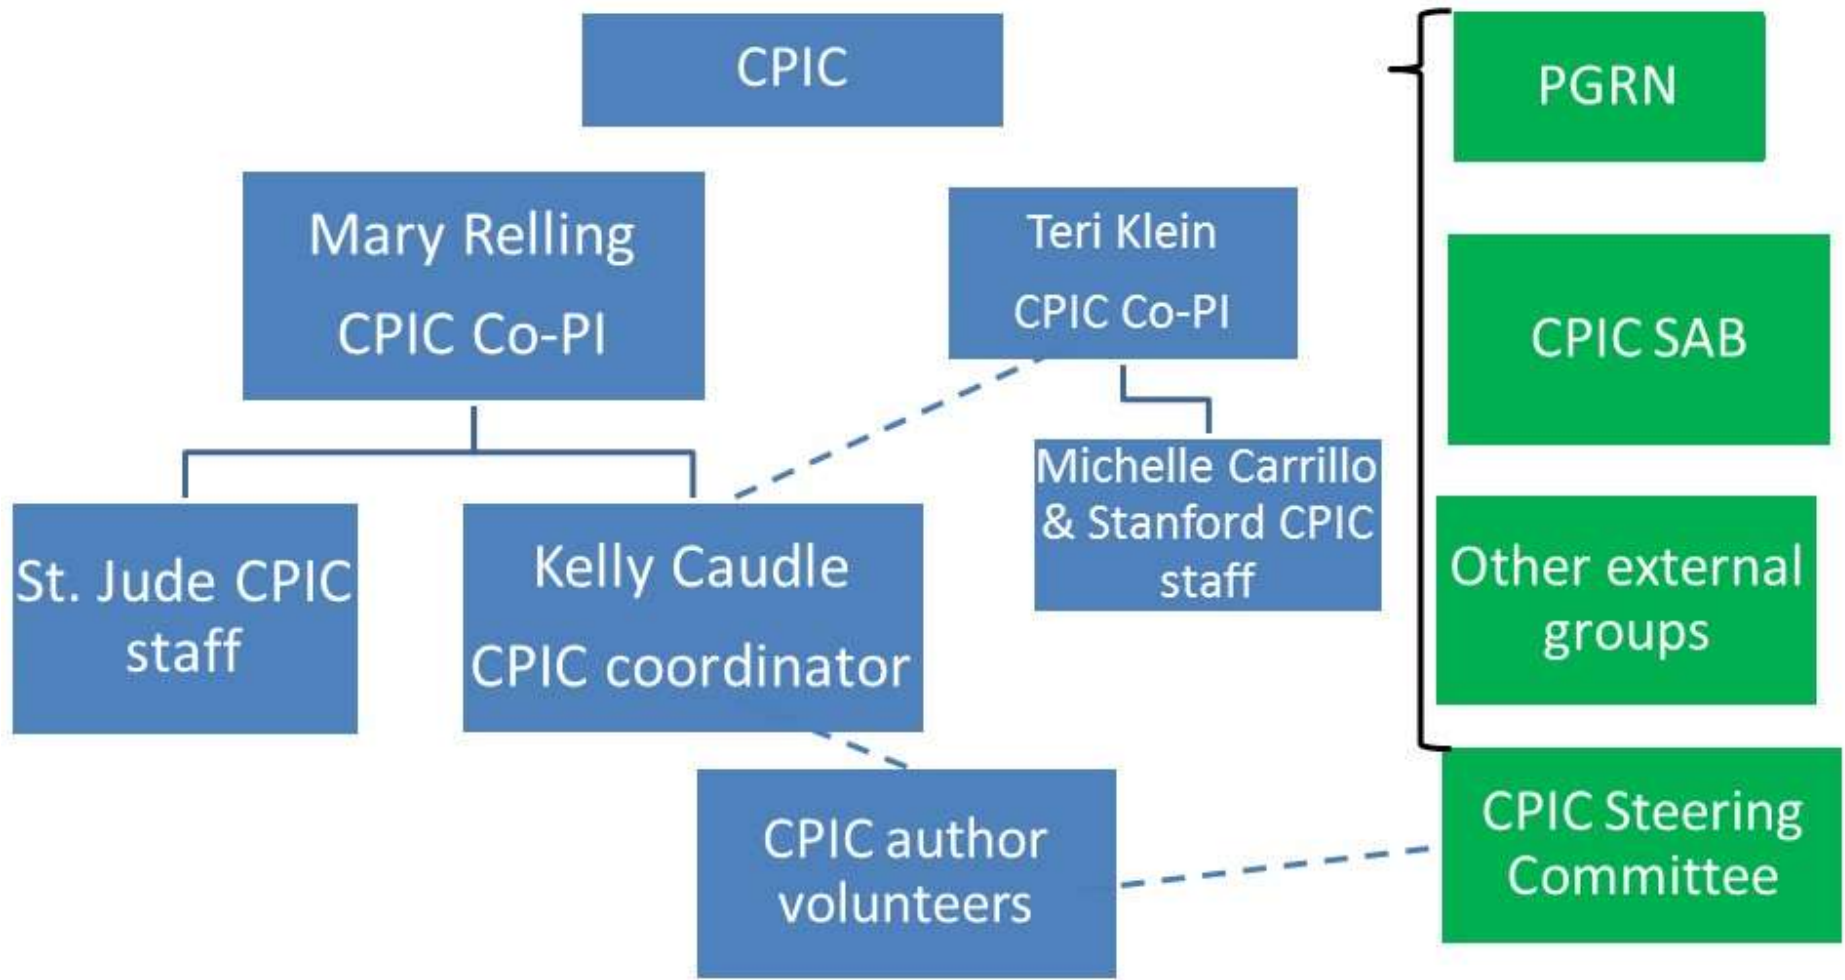 CPIC
Mary Relling
CPIC Co-PI
Teri Klein
CPIC Co-PI
St. Jude CPIC
staff
Kelly Caudle
CPIC coordinator
Michelle Carrillo
& Stanford CPIC
staff
CPIC author
volunteers
PGRN
CPIC SAB
Other external
groups
CPIC Steering
Committee